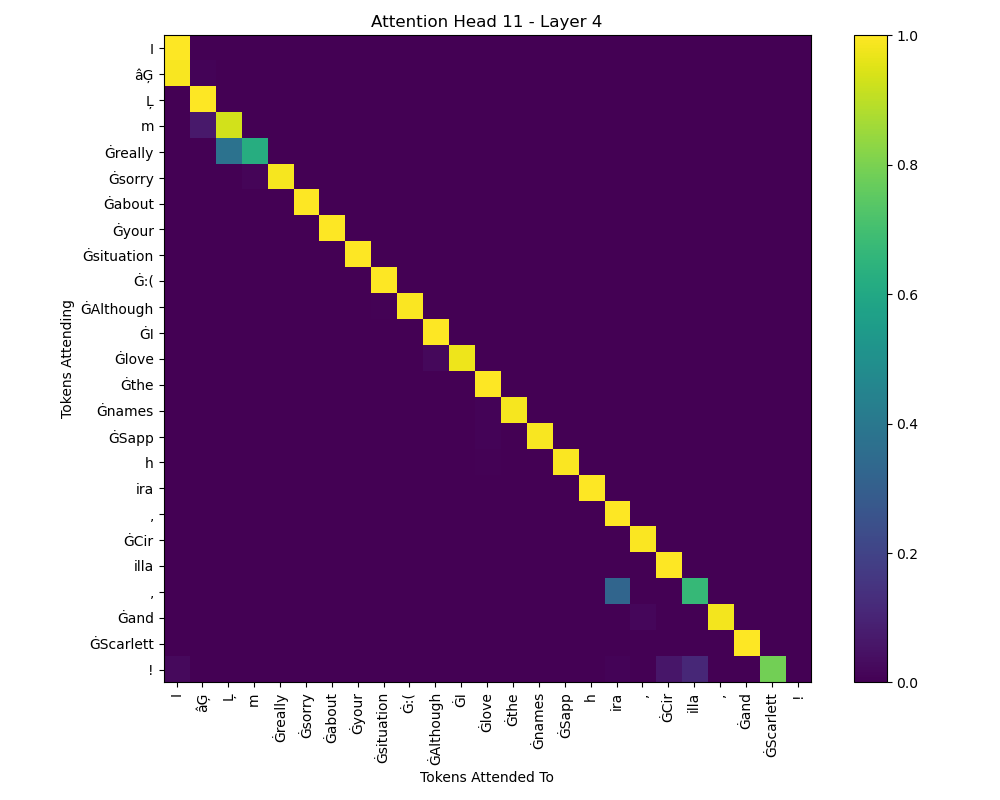 Attention Head 11 - Layer 4
Tokens Attending
I
âĢ
Ļ
m
Ġreally
Ġsorry
Ġabout
Ġyour
Ġsituation
Ġ:(
ĠAlthough
ĠI
Ġlove
Ġthe
Ġnames
ĠSapp
h
ira
,
ĠCir
illa
,
Ġand
ĠScarlett
!
I
âĢ
Ļ
m
Ġreally
Ġsorry
Ġabout
Ġyour
Ġsituation
Ġ:(
ĠAlthough
ĠI
Ġlove
Ġthe
Ġnames
ĠSapp
h
ira
,
ĠCir
illa
,
Ġand
ĠScarlett
!
Tokens Attended To
1.0
0.8
0.6
0.4
0.2
0.0